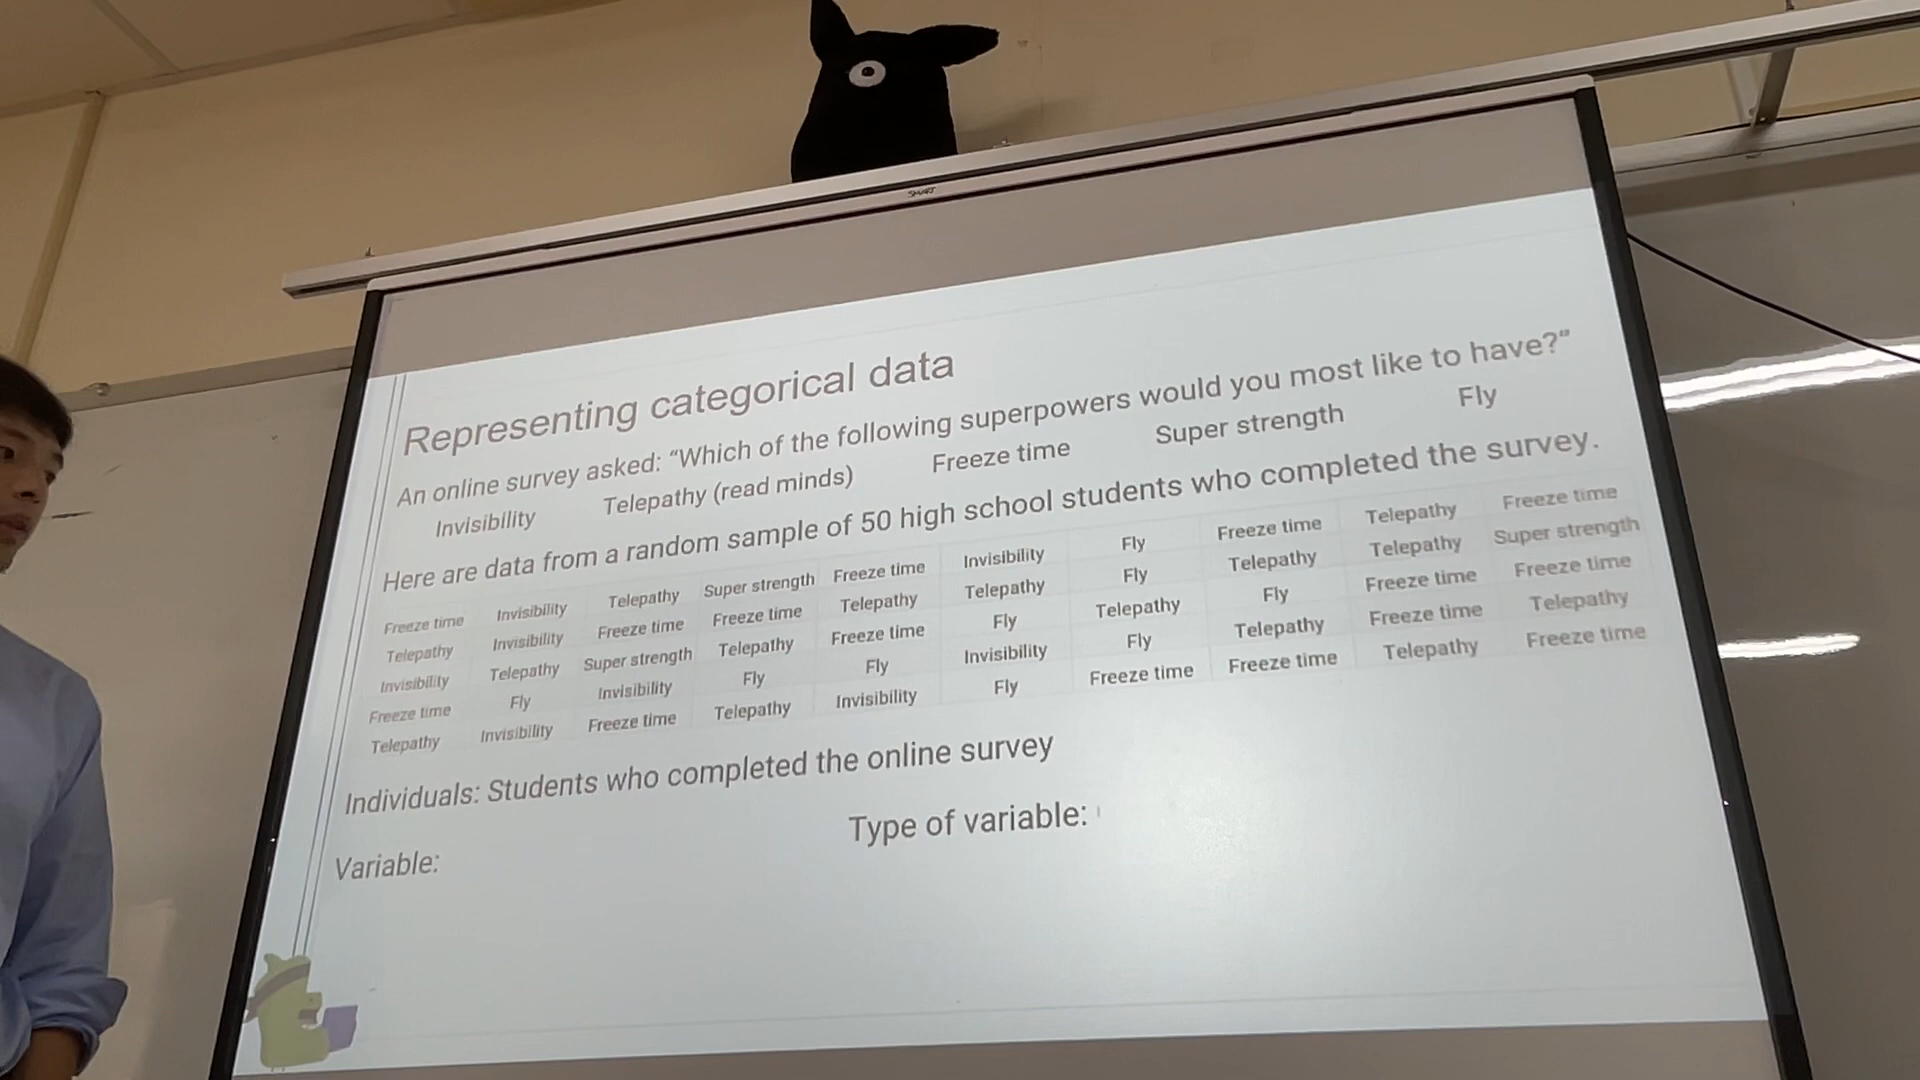 SMART
Representing categorical data
An online survey asked: “Which of the following superpowers would you most like to have?”
Invisibility Telepathy (read minds) Freeze time Super strength Fly
Here are data from a random sample of 50 high school students who completed the survey.
Freeze time Invisibility Telepathy Super strength Freeze time Invisibility Fly Freeze time Telepathy Freeze time
Telepathy Invisibility Freeze time Freeze time Telepathy Telepathy Fly Telepathy Telepathy Super strength
Invisibility Telepathy Super strength Telepathy Freeze time Fly Telepathy Fly Freeze time Freeze time
Freeze time Fly Invisibility Fly Fly Invisibility Fly Telepathy Freeze time Telepathy
Telepathy Invisibility Freeze time Telepathy Invisibility Fly Freeze time Freeze time Telepathy Freeze time
Individuals: Students who completed the online survey
Variable: Type of variable: